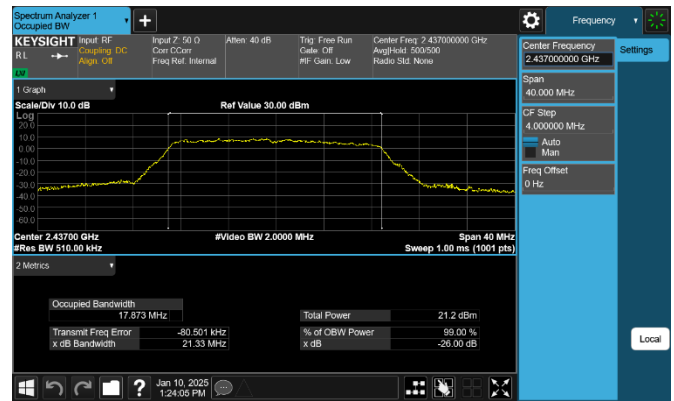 Spectrum Analyzer 1
Occupied BW
Frequency
KEYSIGHT Input: RF Input Z: 50 Ω Atten: 40 dB Trig: Free Run Center Freq: 2.437000000 GHz
R L Coupling: DC Corr CCorr Gate: Off Avg|Hold: 500/500
Align: Off Freq Ref: Internal #IF Gain: Low Radio Std: None
LXI
Center Frequency
2.437000000 GHz
Settings
Span
40.000 MHz
CF Step
4.000000 MHz
Auto
Man
Freq Offset
0 Hz
1 Graph
Scale/Div 10.0 dB Ref Value 30.00 dBm
Log
20.0
10.0
0.00
-10.0
-20.0
-30.0
-40.0
-50.0
-60.0
Center 2.43700 GHz #Video BW 2.0000 MHz Span 40 MHz
#Res BW 510.00 kHz Sweep 1.00 ms (1001 pts)
2 Metrics
Occupied Bandwidth
17.873 MHz Total Power 21.2 dBm
Transmit Freq Error -80.501 kHz % of OBW Power 99.00 %
x dB Bandwidth 21.33 MHz x dB -26.00 dB
Local
? Jan 10, 2025
1:24:05 PM